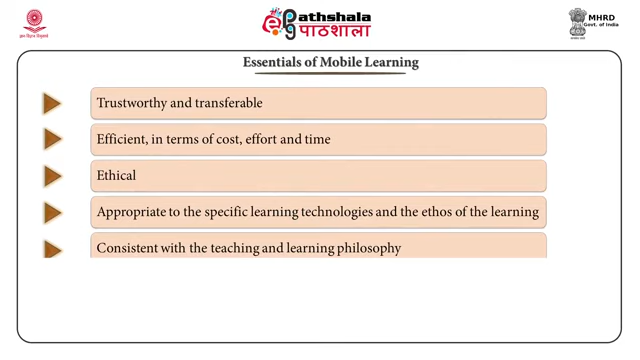 ePathshala
पाठशाला
MHRD
Govt. of India
Essentials of Mobile Learning
Trustworthy and transferable
Efficient, in terms of cost, effort and time
Ethical
Appropriate to the specific learning technologies and the ethos of the learning
Consistent with the teaching and learning philosophy